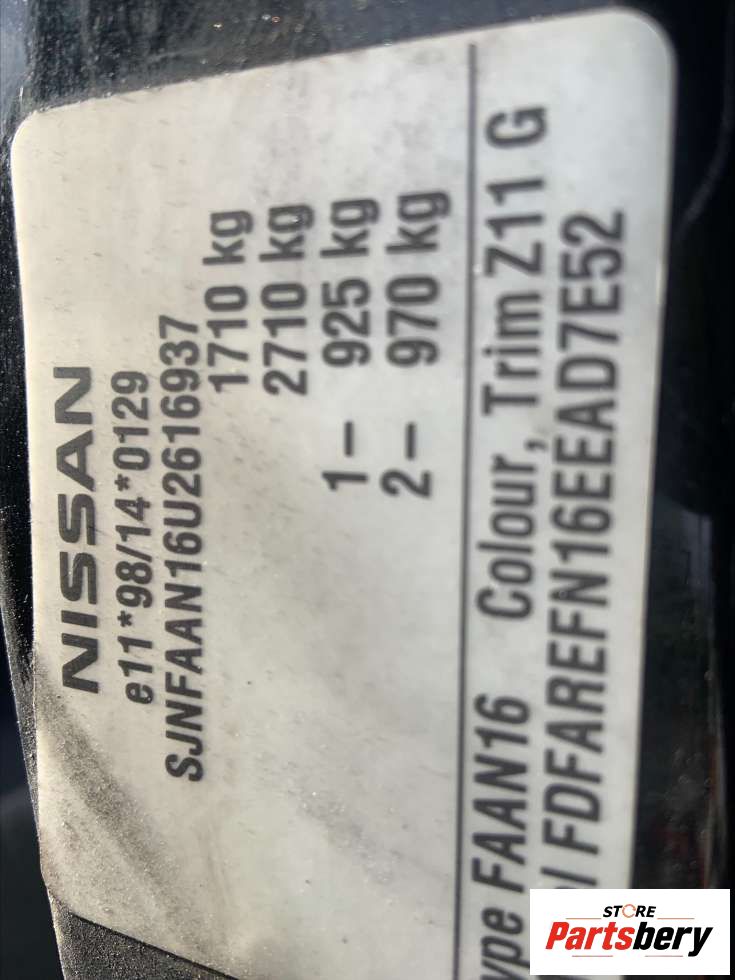 NISSAN
e11*98/14*0129
SJNFAAN16U2616937
1710 kg
2710 kg
1– 925 kg
2– 970 kg
ype FAAN16 Colour, Trim Z11 G
el FDFAREFN16EEAD7E52
STORE
Partsbery